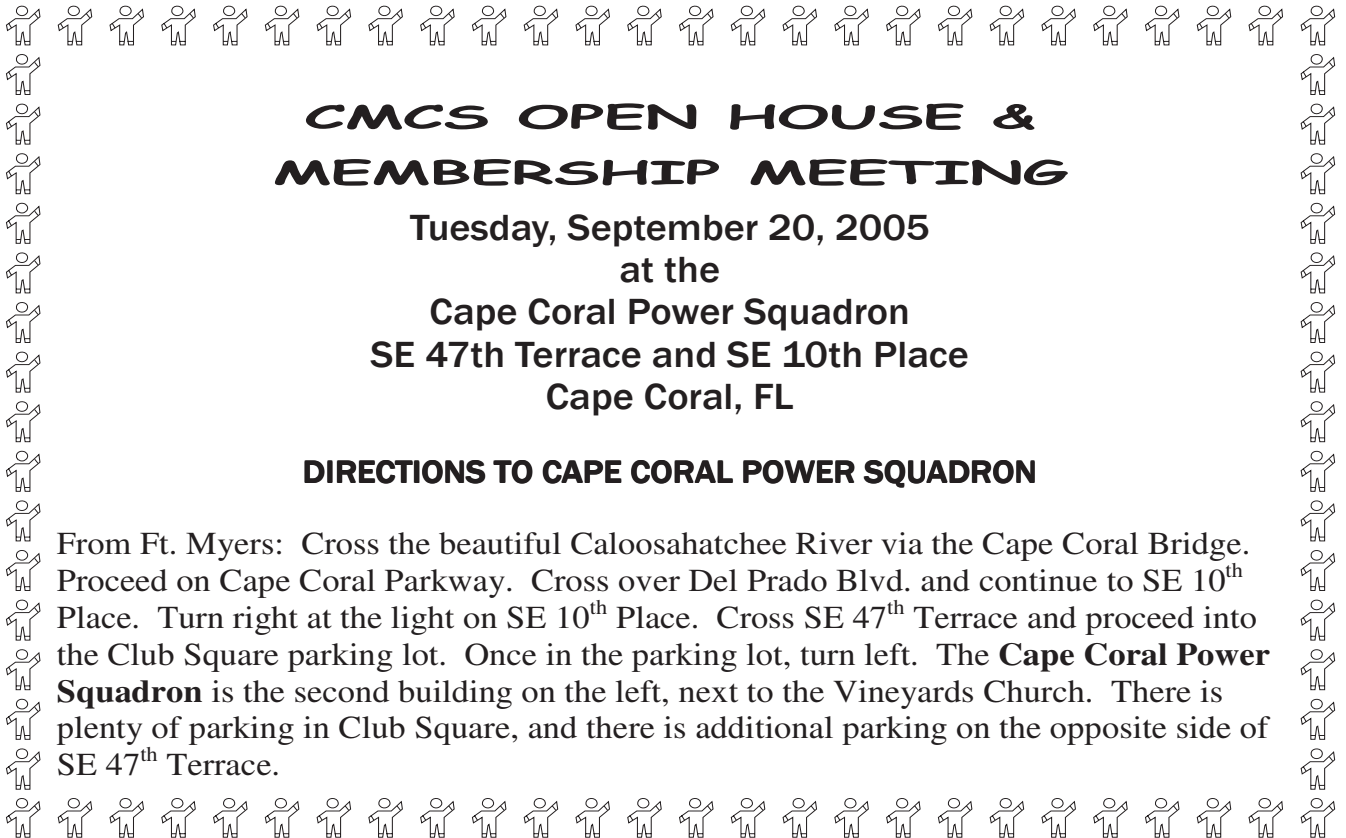 CMCS OPEN HOUSE &
MEMBERSHIP MEETING
Tuesday, September 20, 2005
at the
Cape Coral Power Squadron
SE 47th Terrace and SE 10th Place
Cape Coral, FL
DIRECTIONS TO CAPE CORAL POWER SQUADRON
From Ft. Myers:  Cross the beautiful Caloosahatchee River via the Cape Coral Bridge.
Proceed on Cape Coral Parkway.  Cross over Del Prado Blvd. and continue to SE 10th
Place.  Turn right at the light on SE 10th Place.  Cross SE 47th Terrace and proceed into
the Club Square parking lot.  Once in the parking lot, turn left.  The Cape Coral Power
Squadron is the second building on the left, next to the Vineyards Church.  There is
plenty of parking in Club Square, and there is additional parking on the opposite side of
SE 47th Terrace.